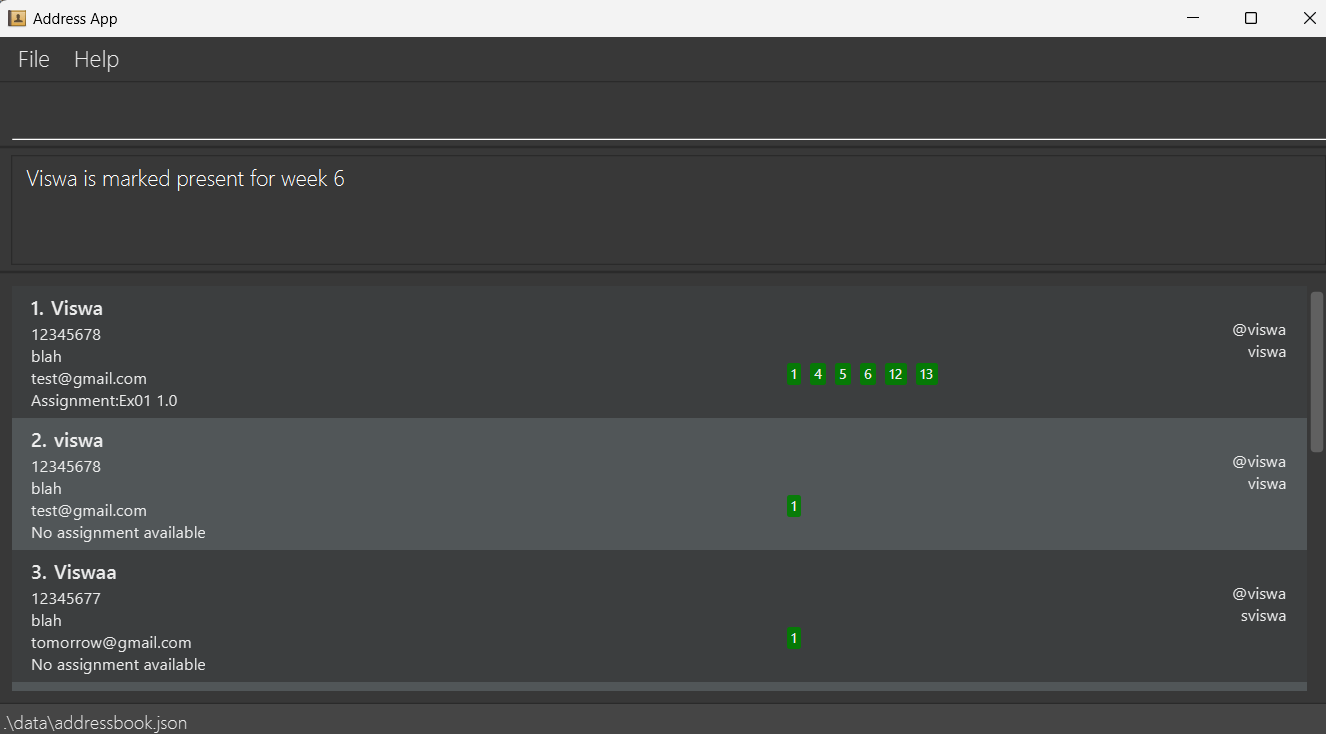 Address App
File Help
Viswa is marked present for week 6
1. Viswa
12345678
@viswa
blah
viswa
test@gmail.com
1 4 5 6 12 13
Assignment:Ex01 1.0
2. viswa
12345678
@viswa
blah
viswa
test@gmail.com
1
No assignment available
3. Viswaa
12345677
@viswa
blah
sviswa
tomorrow@gmail.com
1
No assignment available
.\data\addressbook.json